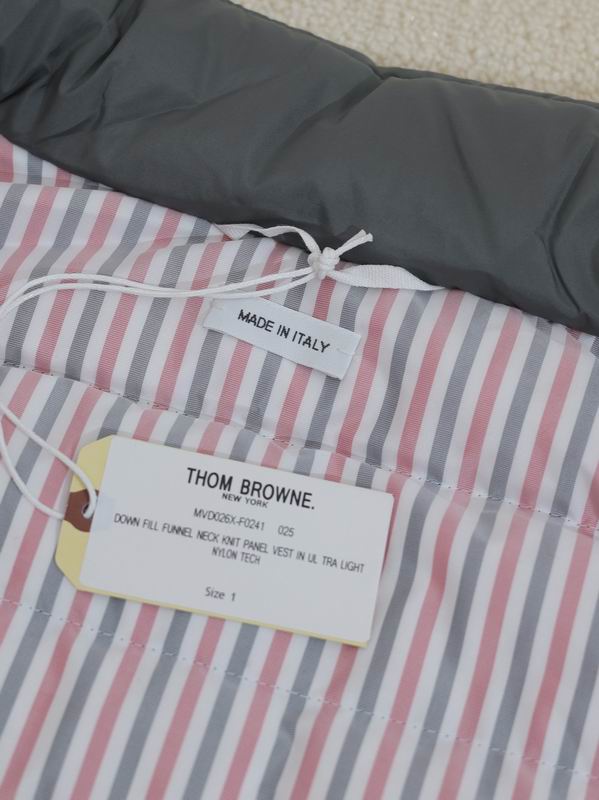 MADE IN ITALY
THOM BROWNE.
NEW YORK
MVD026X-F0241 025
DOWN FILL FUNNEL NECK KNIT PANEL VEST IN UL TRA LIGHT
NYLON TECH
Size 1